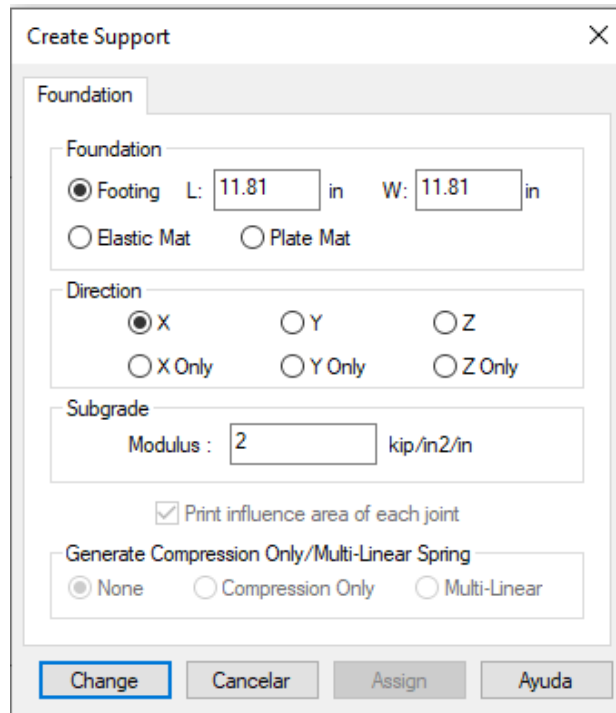 Create Support
Foundation
Foundation
Footing L: 11.81 in W: 11.81 in
Elastic Mat Plate Mat
Direction
X Y Z
X Only Y Only Z Only
Subgrade
Modulus : 2 kip/in2/in
Print influence area of each joint
Generate Compression Only/Multi-Linear Spring
None Compression Only Multi-Linear
Change Cancelar Assign Ayuda